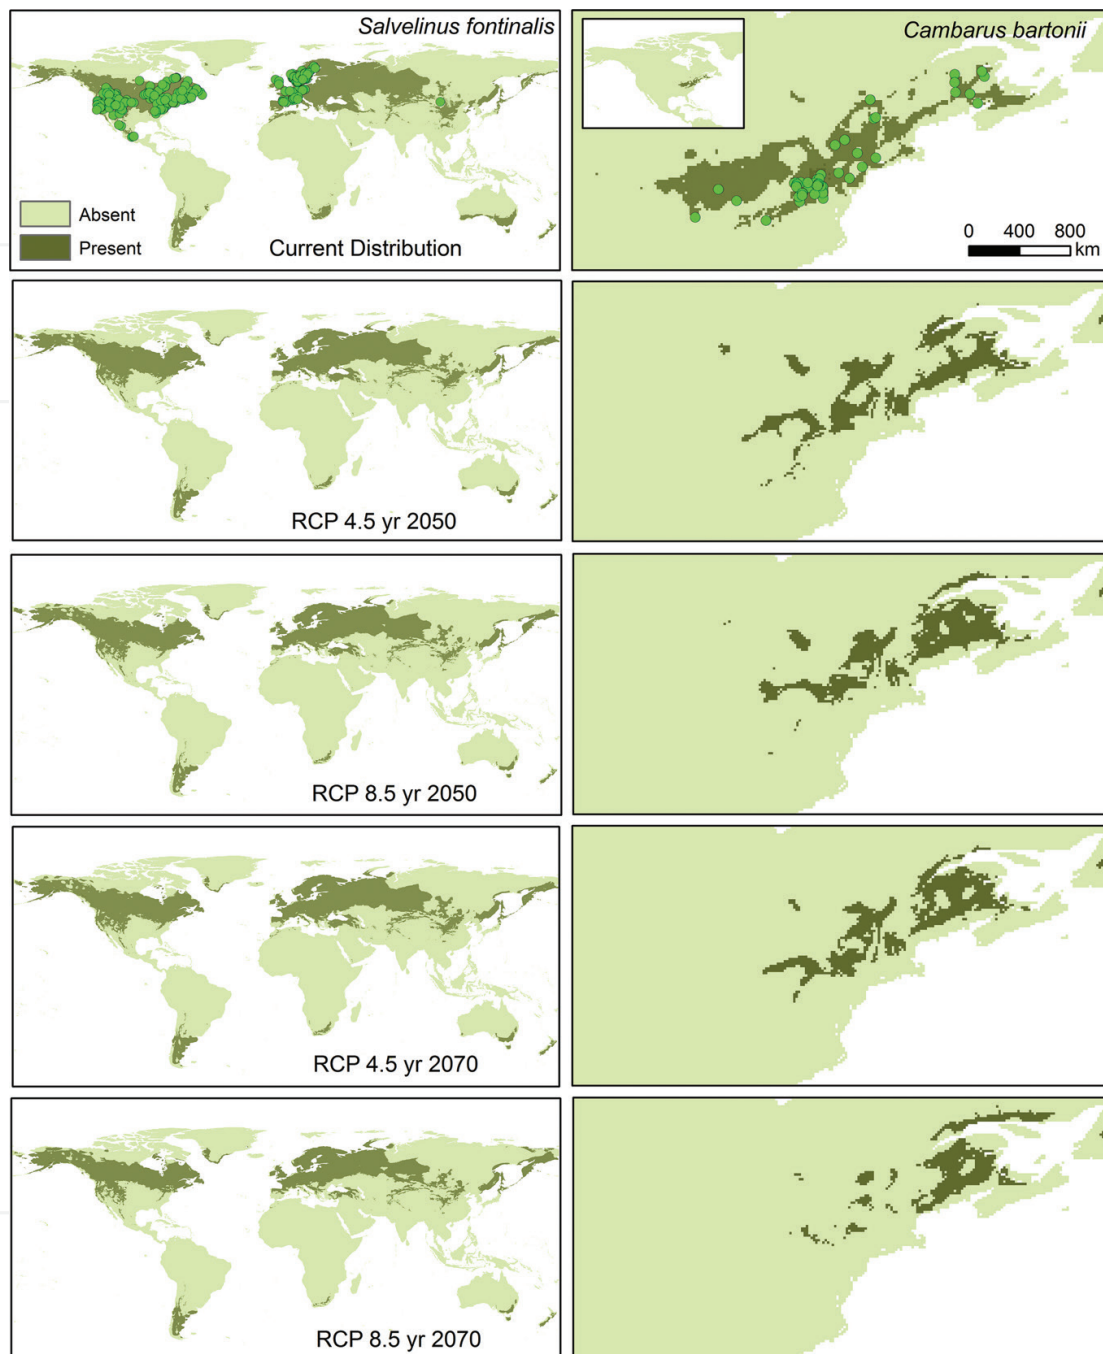 Salvelinus fontinalis
Cambarus bartonii
Absent
Present
Current Distribution
0 400 800
km
RCP 4.5 yr 2050
RCP 8.5 yr 2050
RCP 4.5 yr 2070
RCP 8.5 yr 2070